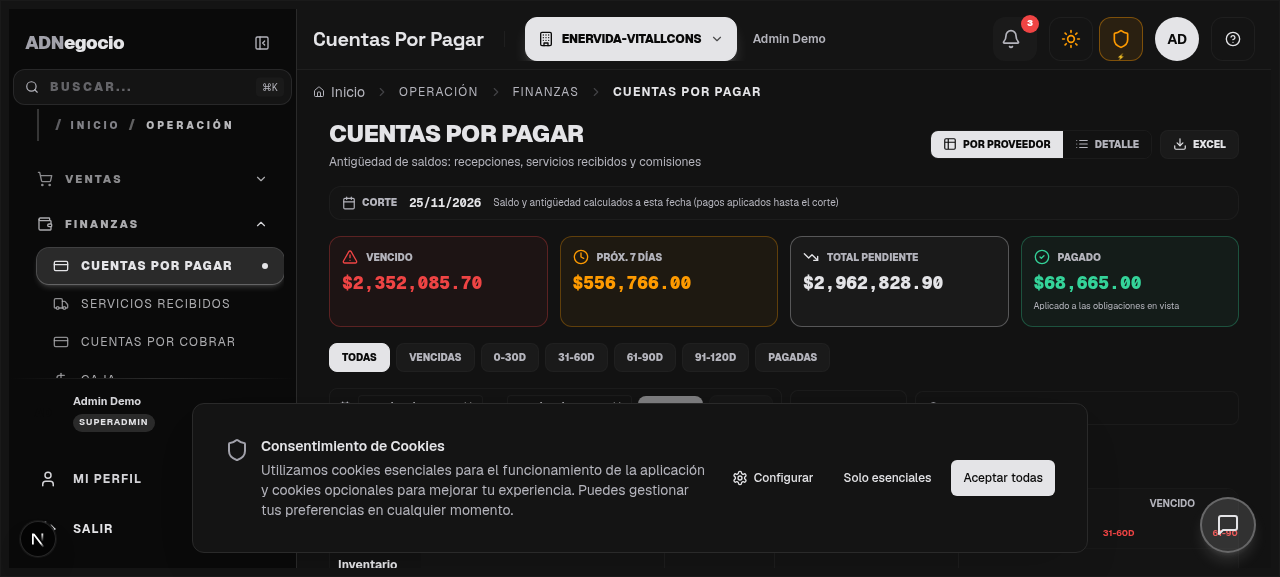 ADNegocio
BUSCAR...
⌘K
/ INICIO / OPERACIÓN
VENTAS
FINANZAS
CUENTAS POR PAGAR
SERVICIOS RECIBIDOS
CUENTAS POR COBRAR
Admin Demo
SUPERADMIN
MI PERFIL
SALIR
Cuentas Por Pagar
ENERVIDA-VITALLCONS
Admin Demo
3
AD
Inicio > OPERACIÓN > FINANZAS > CUENTAS POR PAGAR
CUENTAS POR PAGAR
Antigüedad de saldos: recepciones, servicios recibidos y comisiones
POR PROVEEDOR
DETALLE
EXCEL
CORTE 25/11/2026 Saldo y antigüedad calculados a esta fecha (pagos aplicados hasta el corte)
VENCIDO
$2,352,085.70
PRÓX. 7 DÍAS
$556,766.00
TOTAL PENDIENTE
$2,962,828.90
PAGADO
$68,665.00
Aplicado a las obligaciones en vista
TODAS
VENCIDAS
0-30D
31-60D
61-90D
91-120D
PAGADAS
Consentimiento de Cookies
Utilizamos cookies esenciales para el funcionamiento de la aplicación
y cookies opcionales para mejorar tu experiencia. Puedes gestionar
tus preferencias en cualquier momento.
Configurar
Solo esenciales
Aceptar todas
VENCIDO
31-60D
Inventario
N